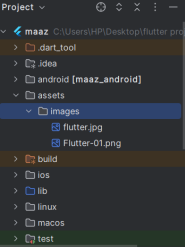 Project
maaz C:\Users\HP\Desktop\flutter pro
.dart_tool
.idea
android [maaz_android]
assets
images
flutter.jpg
Flutter-01.png
build
ios
lib
linux
macos
test